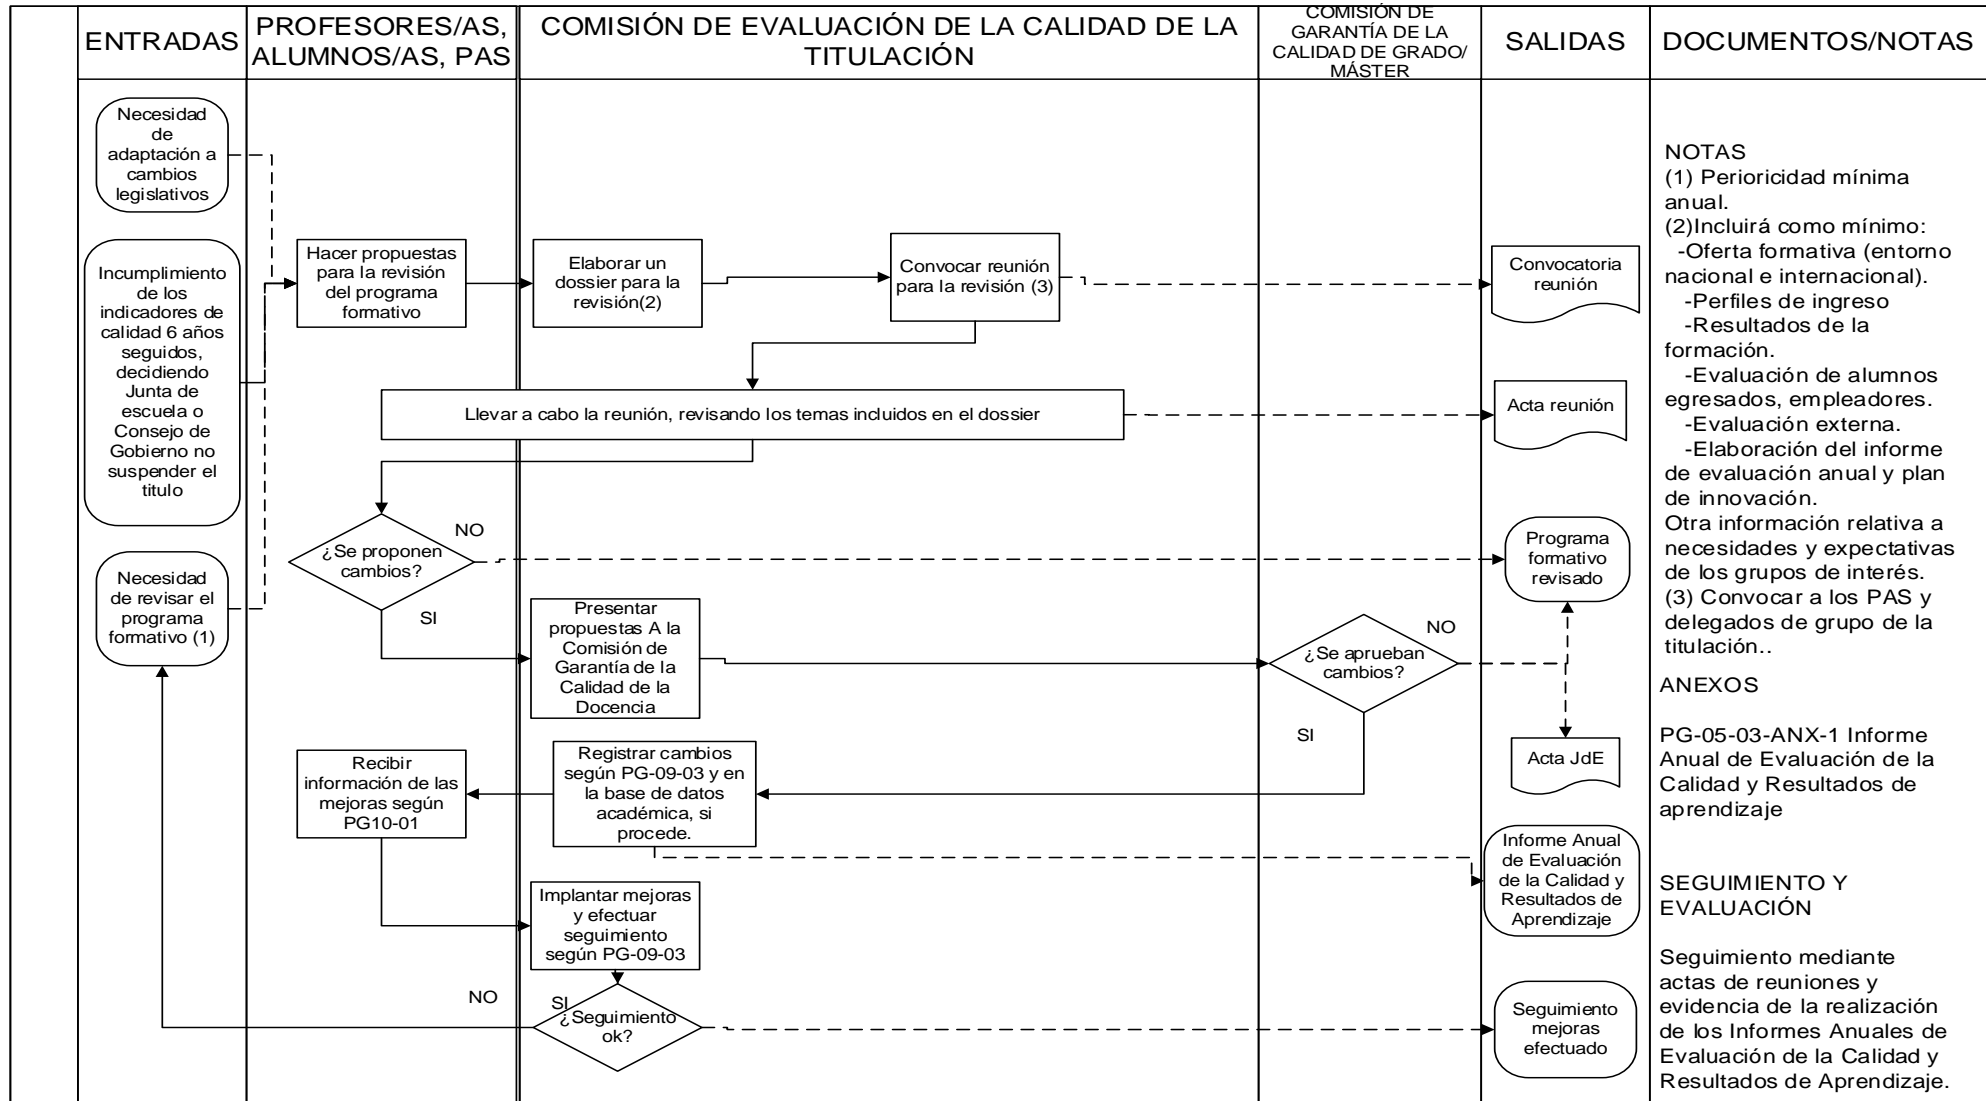 ENTRADAS
PROFESORES/AS,
ALUMNOS/AS, PAS
COMISIÓN DE EVALUACIÓN DE LA CALIDAD DE LA
TITULACIÓN
COMISIÓN DE
GARANTÍA DE LA
CALIDAD DE GRADO/
MÁSTER
SALIDAS
DOCUMENTOS/NOTAS
Necesidad
de
adaptación a
cambios
legislativos
Incumplimiento
de los
indicadores de
calidad 6 años
seguidos,
decidiendo
Junta de
escuela o
Consejo de
Gobierno no
suspender el
titulo
Necesidad
de revisar el
programa
formativo (1)
Hacer propuestas
para la revisión
del programa
formativo
Elaborar un
dossier para la
revisión(2)
Convocar reunión
para la revisión (3)
Convocatoria
reunión
Llevar a cabo la reunión, revisando los temas incluidos en el dossier
Acta reunión
¿Se proponen
cambios?
NO
SI
Programa
formativo
revisado
Presentar
propuestas A la
Comisión de
Garantía de la
Calidad de la
Docencia
¿Se aprueban
cambios?
NO
SI
Acta JdE
Registrar cambios
según PG-09-03 y en
la base de datos
académica, si
procede.
Recibir
información de las
mejoras según
PG10-01
Informe Anual
de Evaluación
de la Calidad y
Resultados de
Aprendizaje
Implantar mejoras
y efectuar
seguimiento
según PG-09-03
NO
SI
¿Seguimiento
ok?
Seguimiento
mejoras
efectuado
NOTAS
(1) Perioricidad mínima
anual.
(2)Incluirá como mínimo:
-Oferta formativa (entorno
nacional e internacional).
-Perfiles de ingreso
-Resultados de la
formación.
-Evaluación de alumnos
egresados, empleadores.
-Evaluación externa.
-Elaboración del informe
de evaluación anual y plan
de innovación.
Otra información relativa a
necesidades y expectativas
de los grupos de interés.
(3) Convocar a los PAS y
delegados de grupo de la
titulación..
ANEXOS
PG-05-03-ANX-1 Informe
Anual de Evaluación de la
Calidad y Resultados de
aprendizaje
SEGUIMIENTO Y
EVALUACIÓN
Seguimiento mediante
actas de reuniones y
evidencia de la realización
de los Informes Anuales de
Evaluación de la Calidad y
Resultados de Aprendizaje.